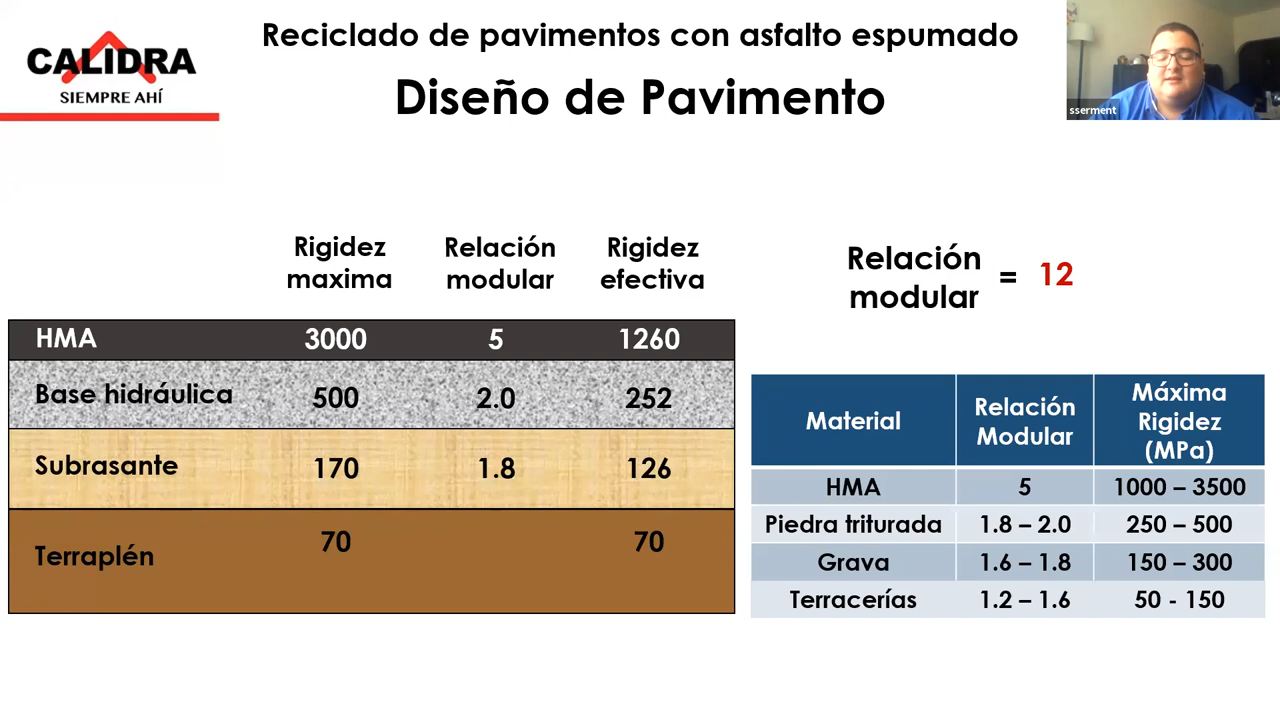 Reciclado de pavimentos con asfalto espumado
CALIDRA
SIEMPRE AHÍ
Diseño de Pavimento
sserment
Rigidez
maxima
Relación
modular
Rigidez
efectiva
Relación
modular
= 12
HMA 3000 5 1260
Base hidráulica 500 2.0 252
Subrasante 170 1.8 126
Terraplén 70 70
Material
Relación
Modular
Máxima
Rigidez
(MPa)
HMA 5 1000 – 3500
Piedra triturada 1.8 – 2.0 250 – 500
Grava 1.6 – 1.8 150 – 300
Terracerías 1.2 – 1.6 50 - 150